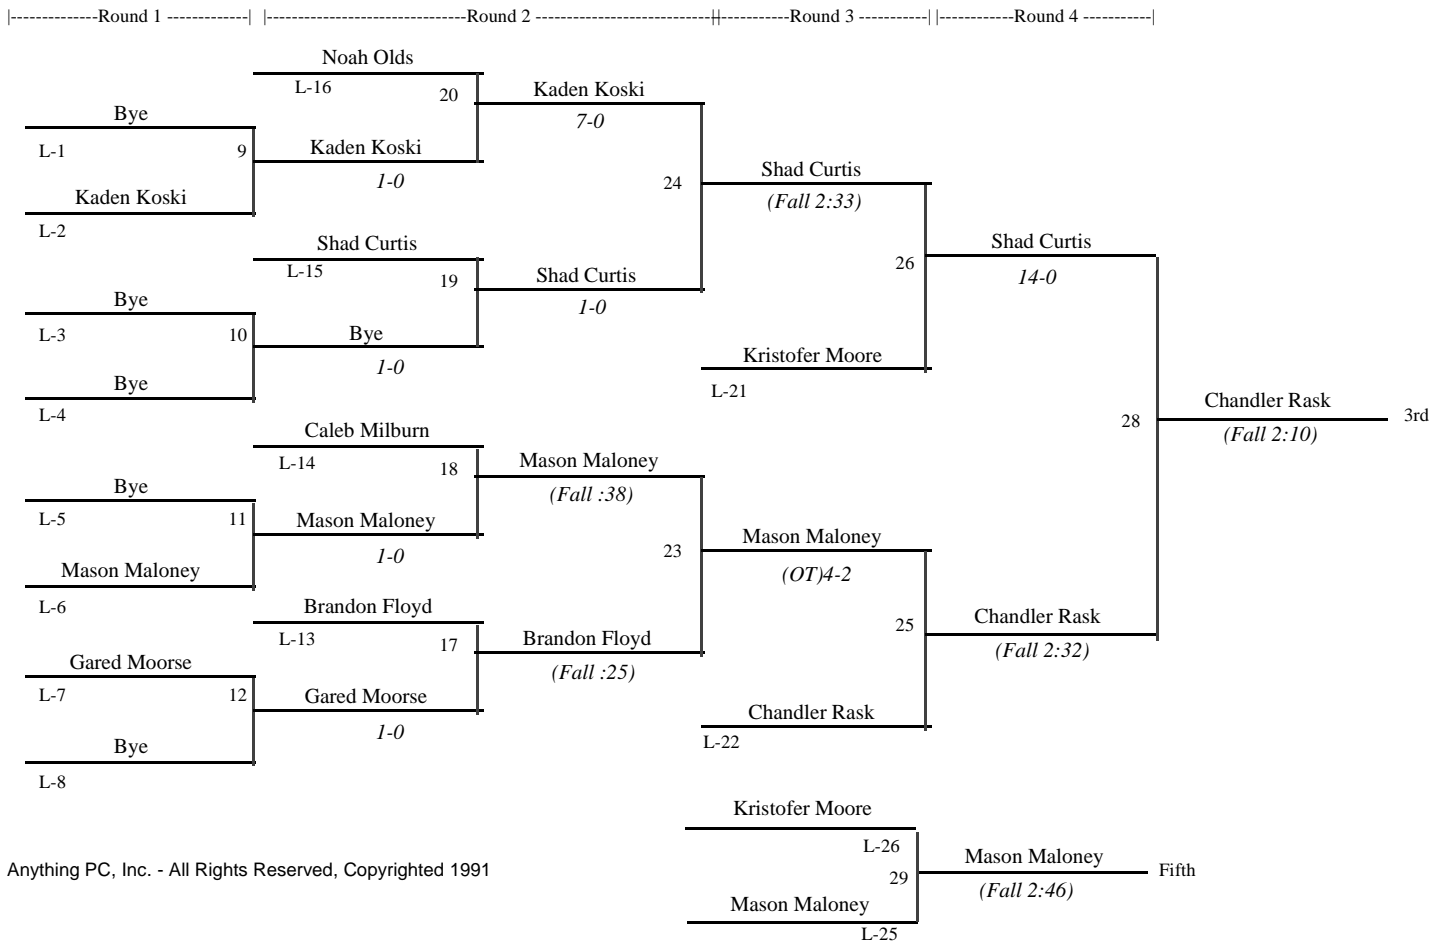 |-------------Round 1 -------------| |-----------------------------Round 2 --------------------------||-----------Round 3 -----------| |------------Round 4 -----------|
Noah Olds
L-16
20
Kaden Koski
7-0
Bye
L-1
9
Kaden Koski
1-0
Kaden Koski
L-2
24
Shad Curtis
(Fall 2:33)
Shad Curtis
L-15
19
Shad Curtis
1-0
Bye
L-3
10
Bye
1-0
Bye
L-4
26
Shad Curtis
14-0
Kristofer Moore
L-21
Caleb Milburn
L-14
18
Mason Maloney
(Fall :38)
28
Chandler Rask
(Fall 2:10)
3rd
Bye
L-5
11
Mason Maloney
1-0
Mason Maloney
L-6
23
Mason Maloney
(OT)4-2
Brandon Floyd
L-13
17
Brandon Floyd
(Fall :25)
25
Chandler Rask
(Fall 2:32)
Gared Moorse
L-7
12
Gared Moorse
1-0
Bye
L-8
Chandler Rask
L-22
Kristofer Moore
L-26
29
Mason Maloney
(Fall 2:46)
Fifth
Mason Maloney
L-25
Anything PC, Inc. - All Rights Reserved, Copyrighted 1991